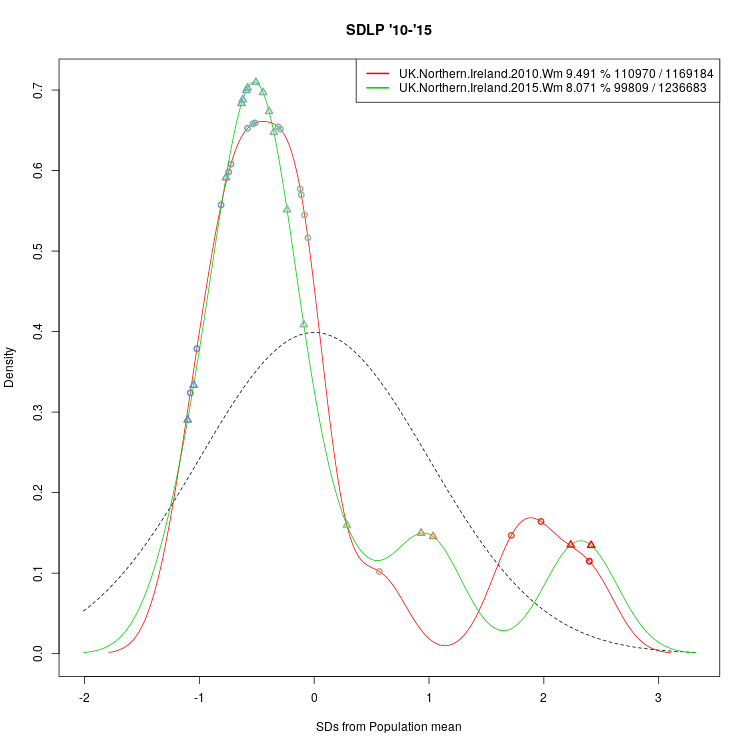 SDLP '10-'15
UK.Northern.Ireland.2010.Wm 9.491 % 110970 / 1169184
UK.Northern.Ireland.2015.Wm 8.071 % 99809 / 1236683
0.7
0.6
0.5
0.4
0.3
0.2
0.1
0.0
Density
-2 -1 0 1 2 3
SDs from Population mean